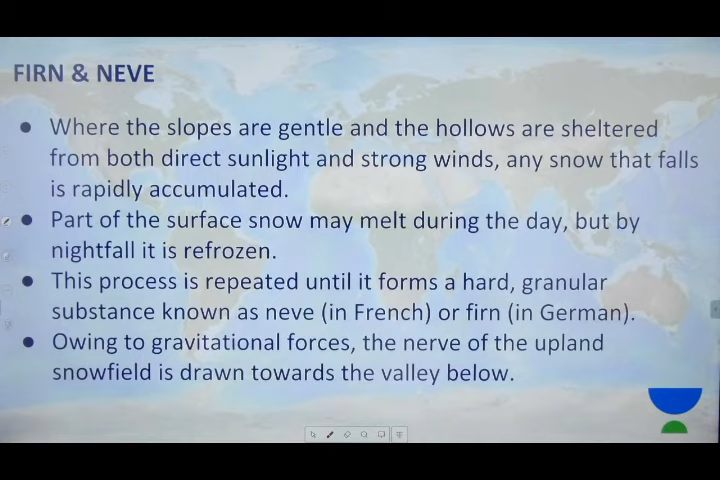 FIRN & NEVE
● Where the slopes are gentle and the hollows are sheltered
from both direct sunlight and strong winds, any snow that falls
is rapidly accumulated.
● Part of the surface snow may melt during the day, but by
nightfall it is refrozen.
● This process is repeated until it forms a hard, granular
substance known as neve (in French) or firn (in German).
● Owing to gravitational forces, the nerve of the upland
snowfield is drawn towards the valley below.